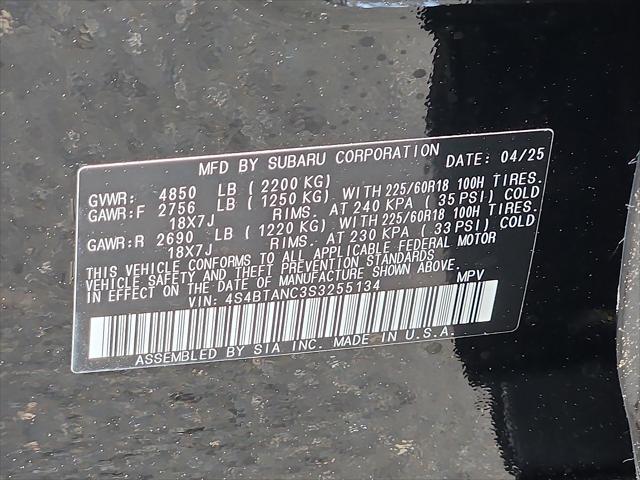 MFD BY SUBARU CORPORATION DATE: 04/25
GVWR: 4850 LB ( 2200 KG)
GAWR:F 2756 LB ( 1250 KG). WITH 225/60R18 100H TIRES.
18X7J RIMS. AT 240 KPA ( 35 PSI) COLD
GAWR:R 2690 LB ( 1220 KG). WITH 225/60R18 100H TIRES.
18X7J RIMS. AT 230 KPA ( 33 PSI) COLD
THIS VEHICLE CONFORMS TO ALL APPLICABLE FEDERAL MOTOR
VEHICLE SAFETY AND THEFT PREVENTION STANDARDS
IN EFFECT ON THE DATE OF MANUFACTURE SHOWN ABOVE.
VIN: 4S4BTANC3S3255134 MPV
ASSEMBLED BY SIA INC. MADE IN U.S.A.